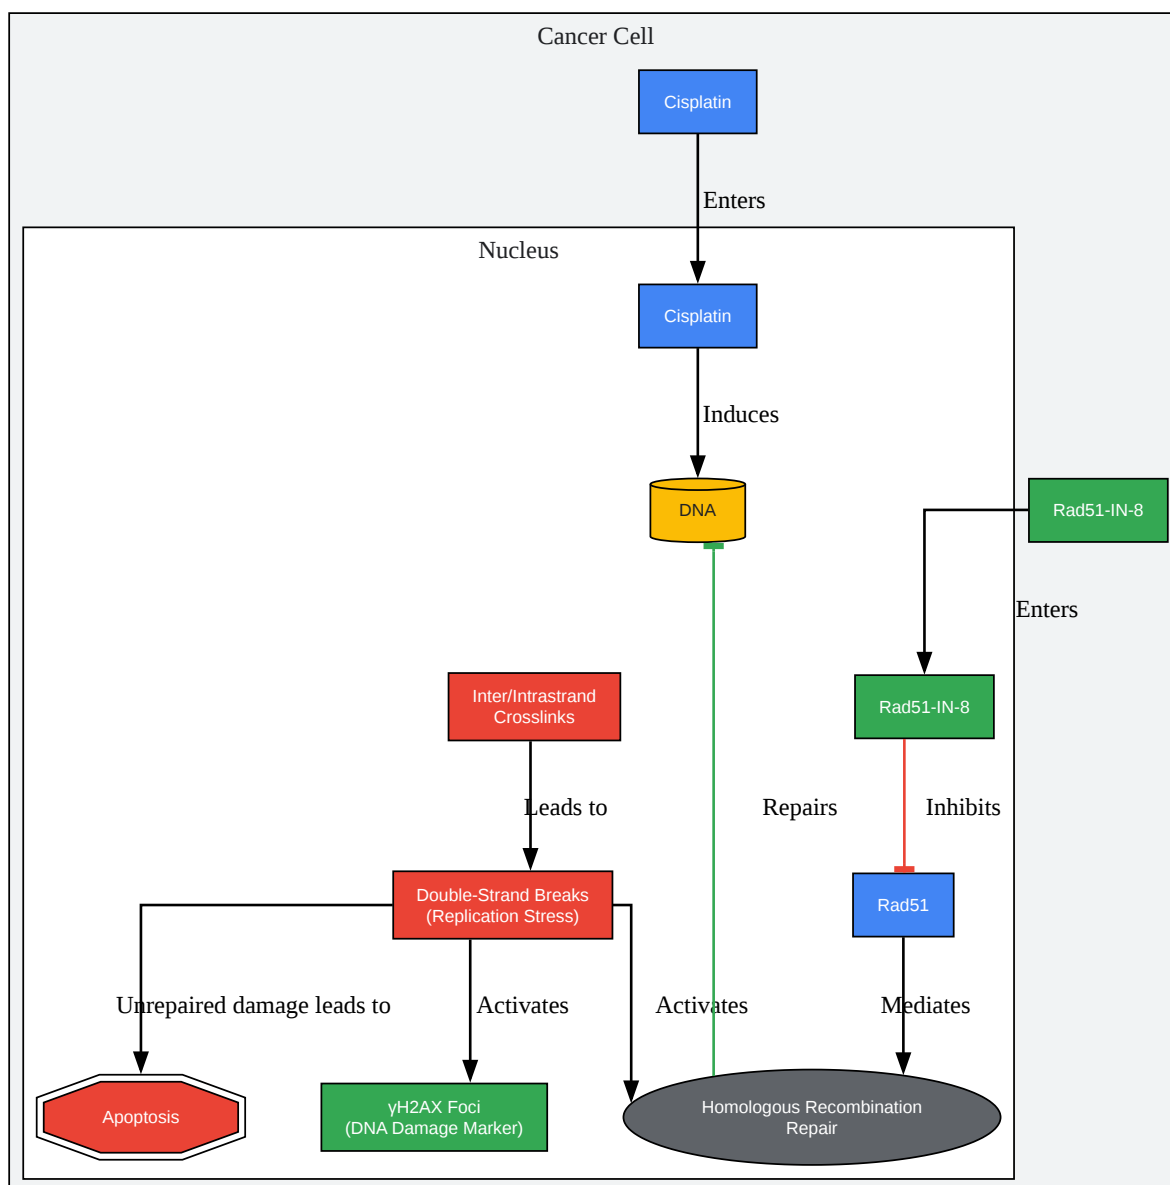 Cancer Cell
Cisplatin
Enters
Nucleus
Cisplatin
Induces
DNA
Rad51-IN-8
Enters
Inter/Intrastrand
Crosslinks
Rad51-IN-8
Leads to
Repairs
Inhibits
Double-Strand Breaks
(Replication Stress)
Rad51
Unrepaired damage leads to
Activates
Activates
Mediates
Apoptosis
γH2AX Foci
(DNA Damage Marker)
Homologous Recombination
Repair